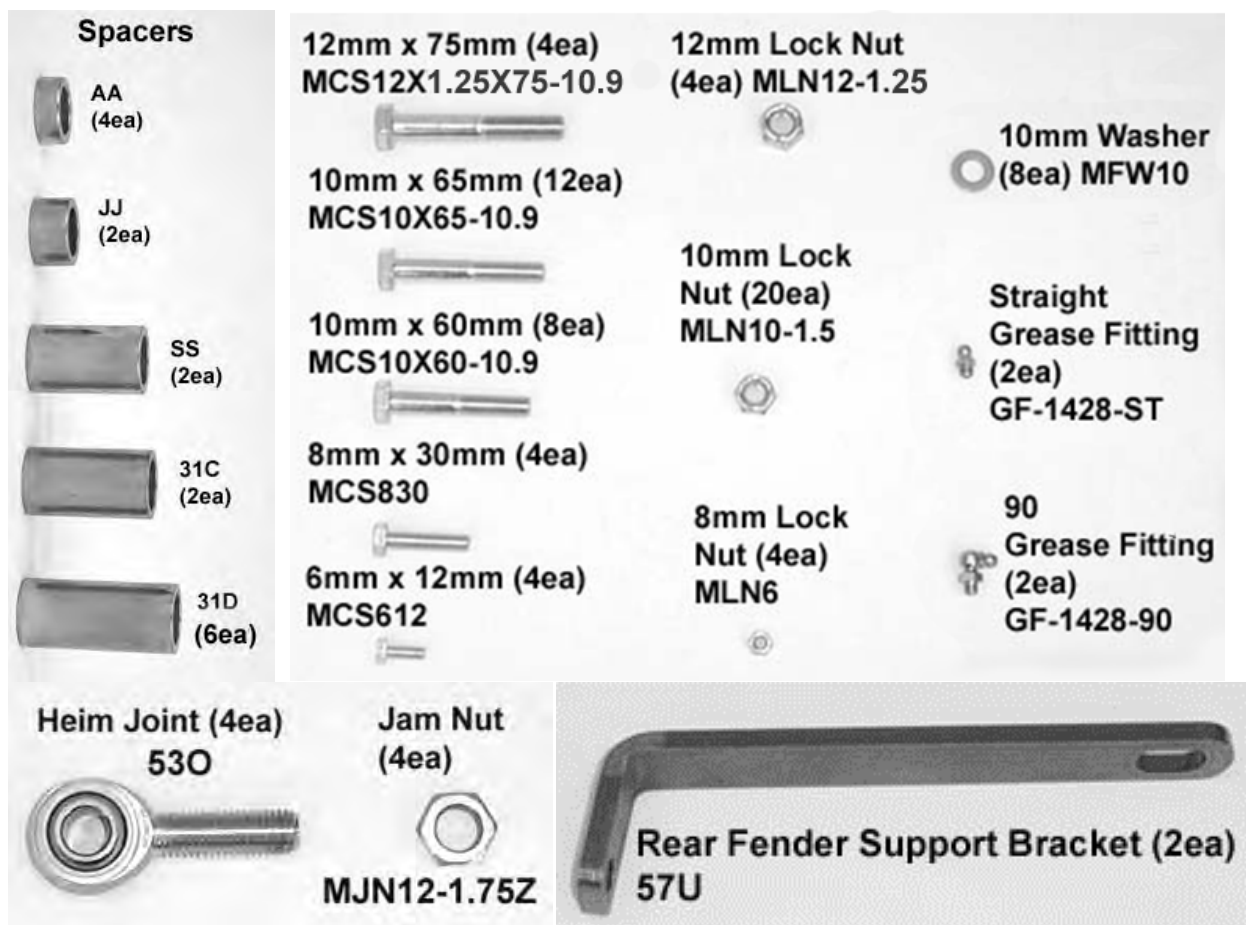 Spacers
AA
(4ea)
JJ
(2ea)
SS
(2ea)
31C
(2ea)
31D
(6ea)
12mm x 75mm (4ea)
MCS12X1.25X75-10.9
10mm x 65mm (12ea)
MCS10X65-10.9
10mm x 60mm (8ea)
MCS10X60-10.9
8mm x 30mm (4ea)
MCS830
6mm x 12mm (4ea)
MCS612
12mm Lock Nut
(4ea) MLN12-1.25
10mm Lock
Nut (20ea)
MLN10-1.5
8mm Lock
Nut (4ea)
MLN6
10mm Washer
(8ea) MFW10
Straight
Grease Fitting
(2ea)
GF-1428-ST
90
Grease Fitting
(2ea)
GF-1428-90
Heim Joint (4ea)
53O
Jam Nut
(4ea)
MJN12-1.75Z
Rear Fender Support Bracket (2ea)
57U